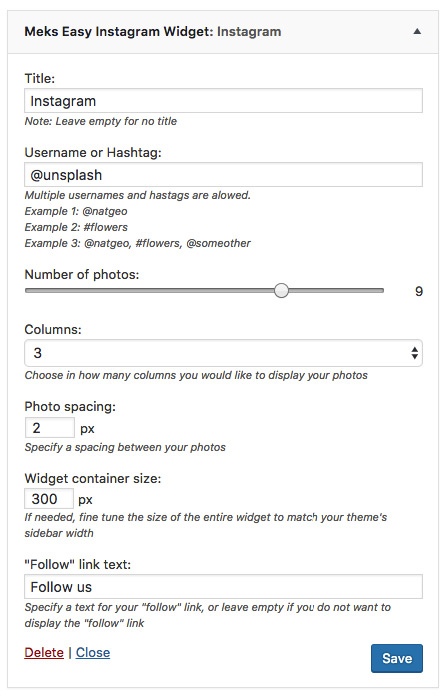 Meks Easy Instagram Widget: Instagram
Title:
Instagram
Note: Leave empty for no title
Username or Hashtag:
@unsplash
Multiple usernames and hastags are alowed.
Example 1: @natgeo
Example 2: #flowers
Example 3: @natgeo, #flowers, @someother
Number of photos:
9
Columns:
3
Choose in how many columns you would like to display your photos
Photo spacing:
2 px
Specify a spacing between your photos
Widget container size:
300 px
If needed, fine tune the size of the entire widget to match your theme's
sidebar width
"Follow" link text:
Follow us
Specify a text for your "follow" link, or leave empty if you do not want to
display the "follow" link
Delete | Close
Save